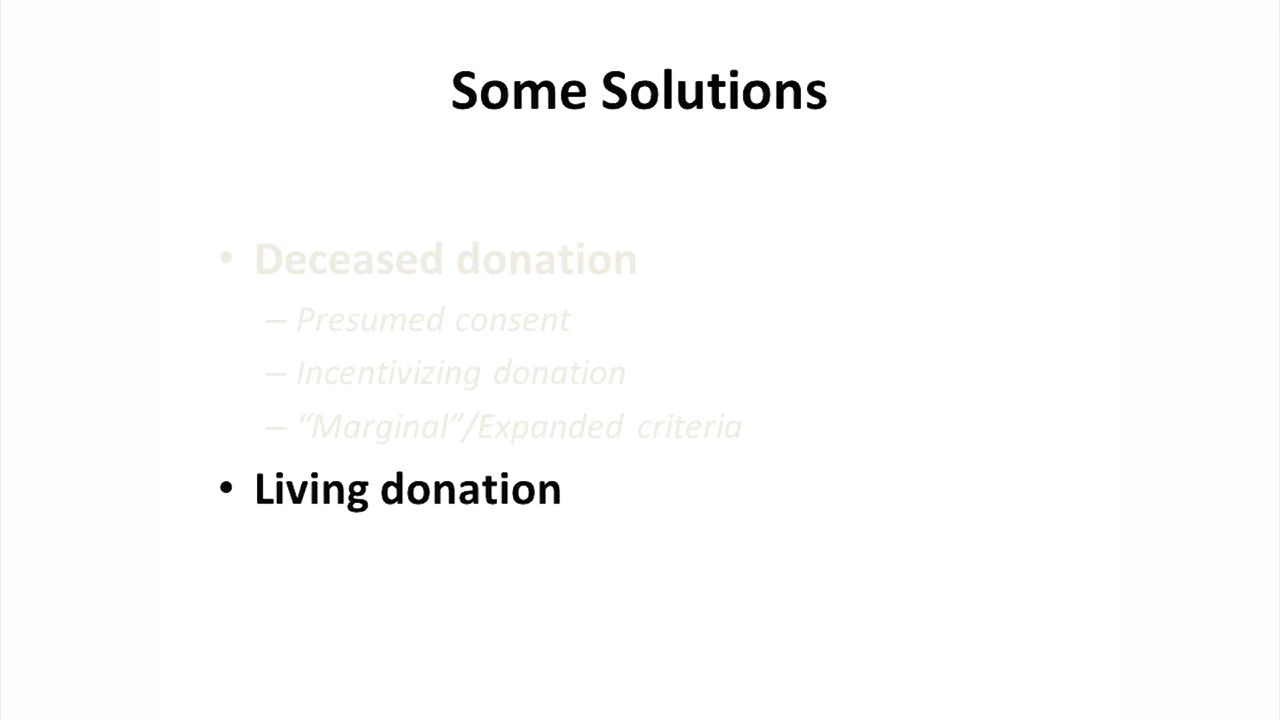 Some Solutions
• Deceased donation
– Presumed consent
– Incentivizing donation
– “Marginal”/Expanded criteria
• Living donation